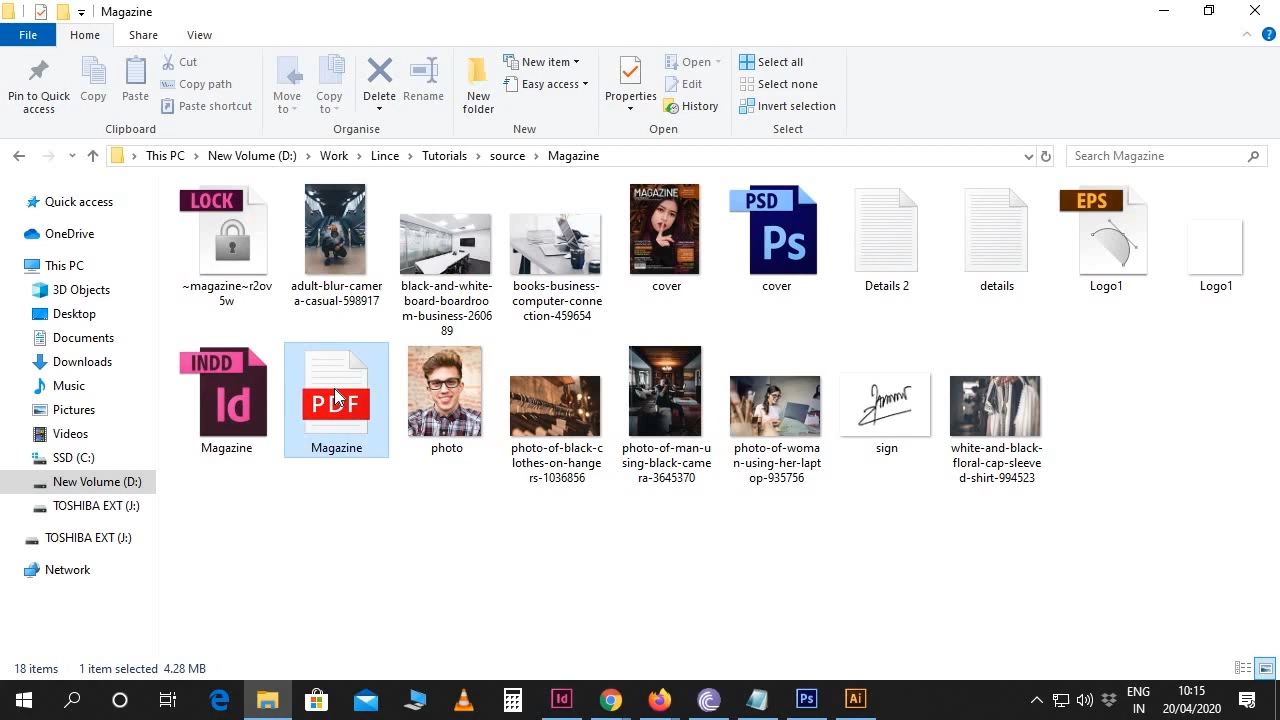 Magazine
File
Home
Share
View
Pin to Quick access
Copy
Paste
Cut
Copy path
Paste shortcut
Clipboard
Move to
Copy to
Delete
Rename
Organise
New folder
New item
Easy access
New
Properties
Open
Edit
History
Open
Select all
Select none
Invert selection
Select
This PC > New Volume (D:) > Work > Lince > Tutorials > source > Magazine
Search Magazine
Quick access
OneDrive
This PC
3D Objects
Desktop
Documents
Downloads
Music
Pictures
Videos
SSD (C:)
New Volume (D:)
TOSHIBA EXT (J:)
TOSHIBA EXT (J:)
Network
LOCK
~magazine~r2ov
5w
adult-blur-camer
a-casual-598917
black-and-white-
board-boardroo
m-business-2606
89
books-business-
computer-conne
ction-459654
MAGAZINE
cover
PSD
Ps
cover
Details 2
details
EPS
Logo1
Logo1
INDD
Id
Magazine
PDF
Magazine
photo
photo-of-black-c
lothes-on-hange
rs-1036856
photo-of-man-u
sing-black-came
ra-3645370
photo-of-woma
n-using-her-lapt
op-935756
sign
white-and-black-
floral-cap-sleeve
d-shirt-994523
18 items
1 item selected 4.28 MB
Id
Ps
Ai
ENG
IN
10:15
20/04/2020